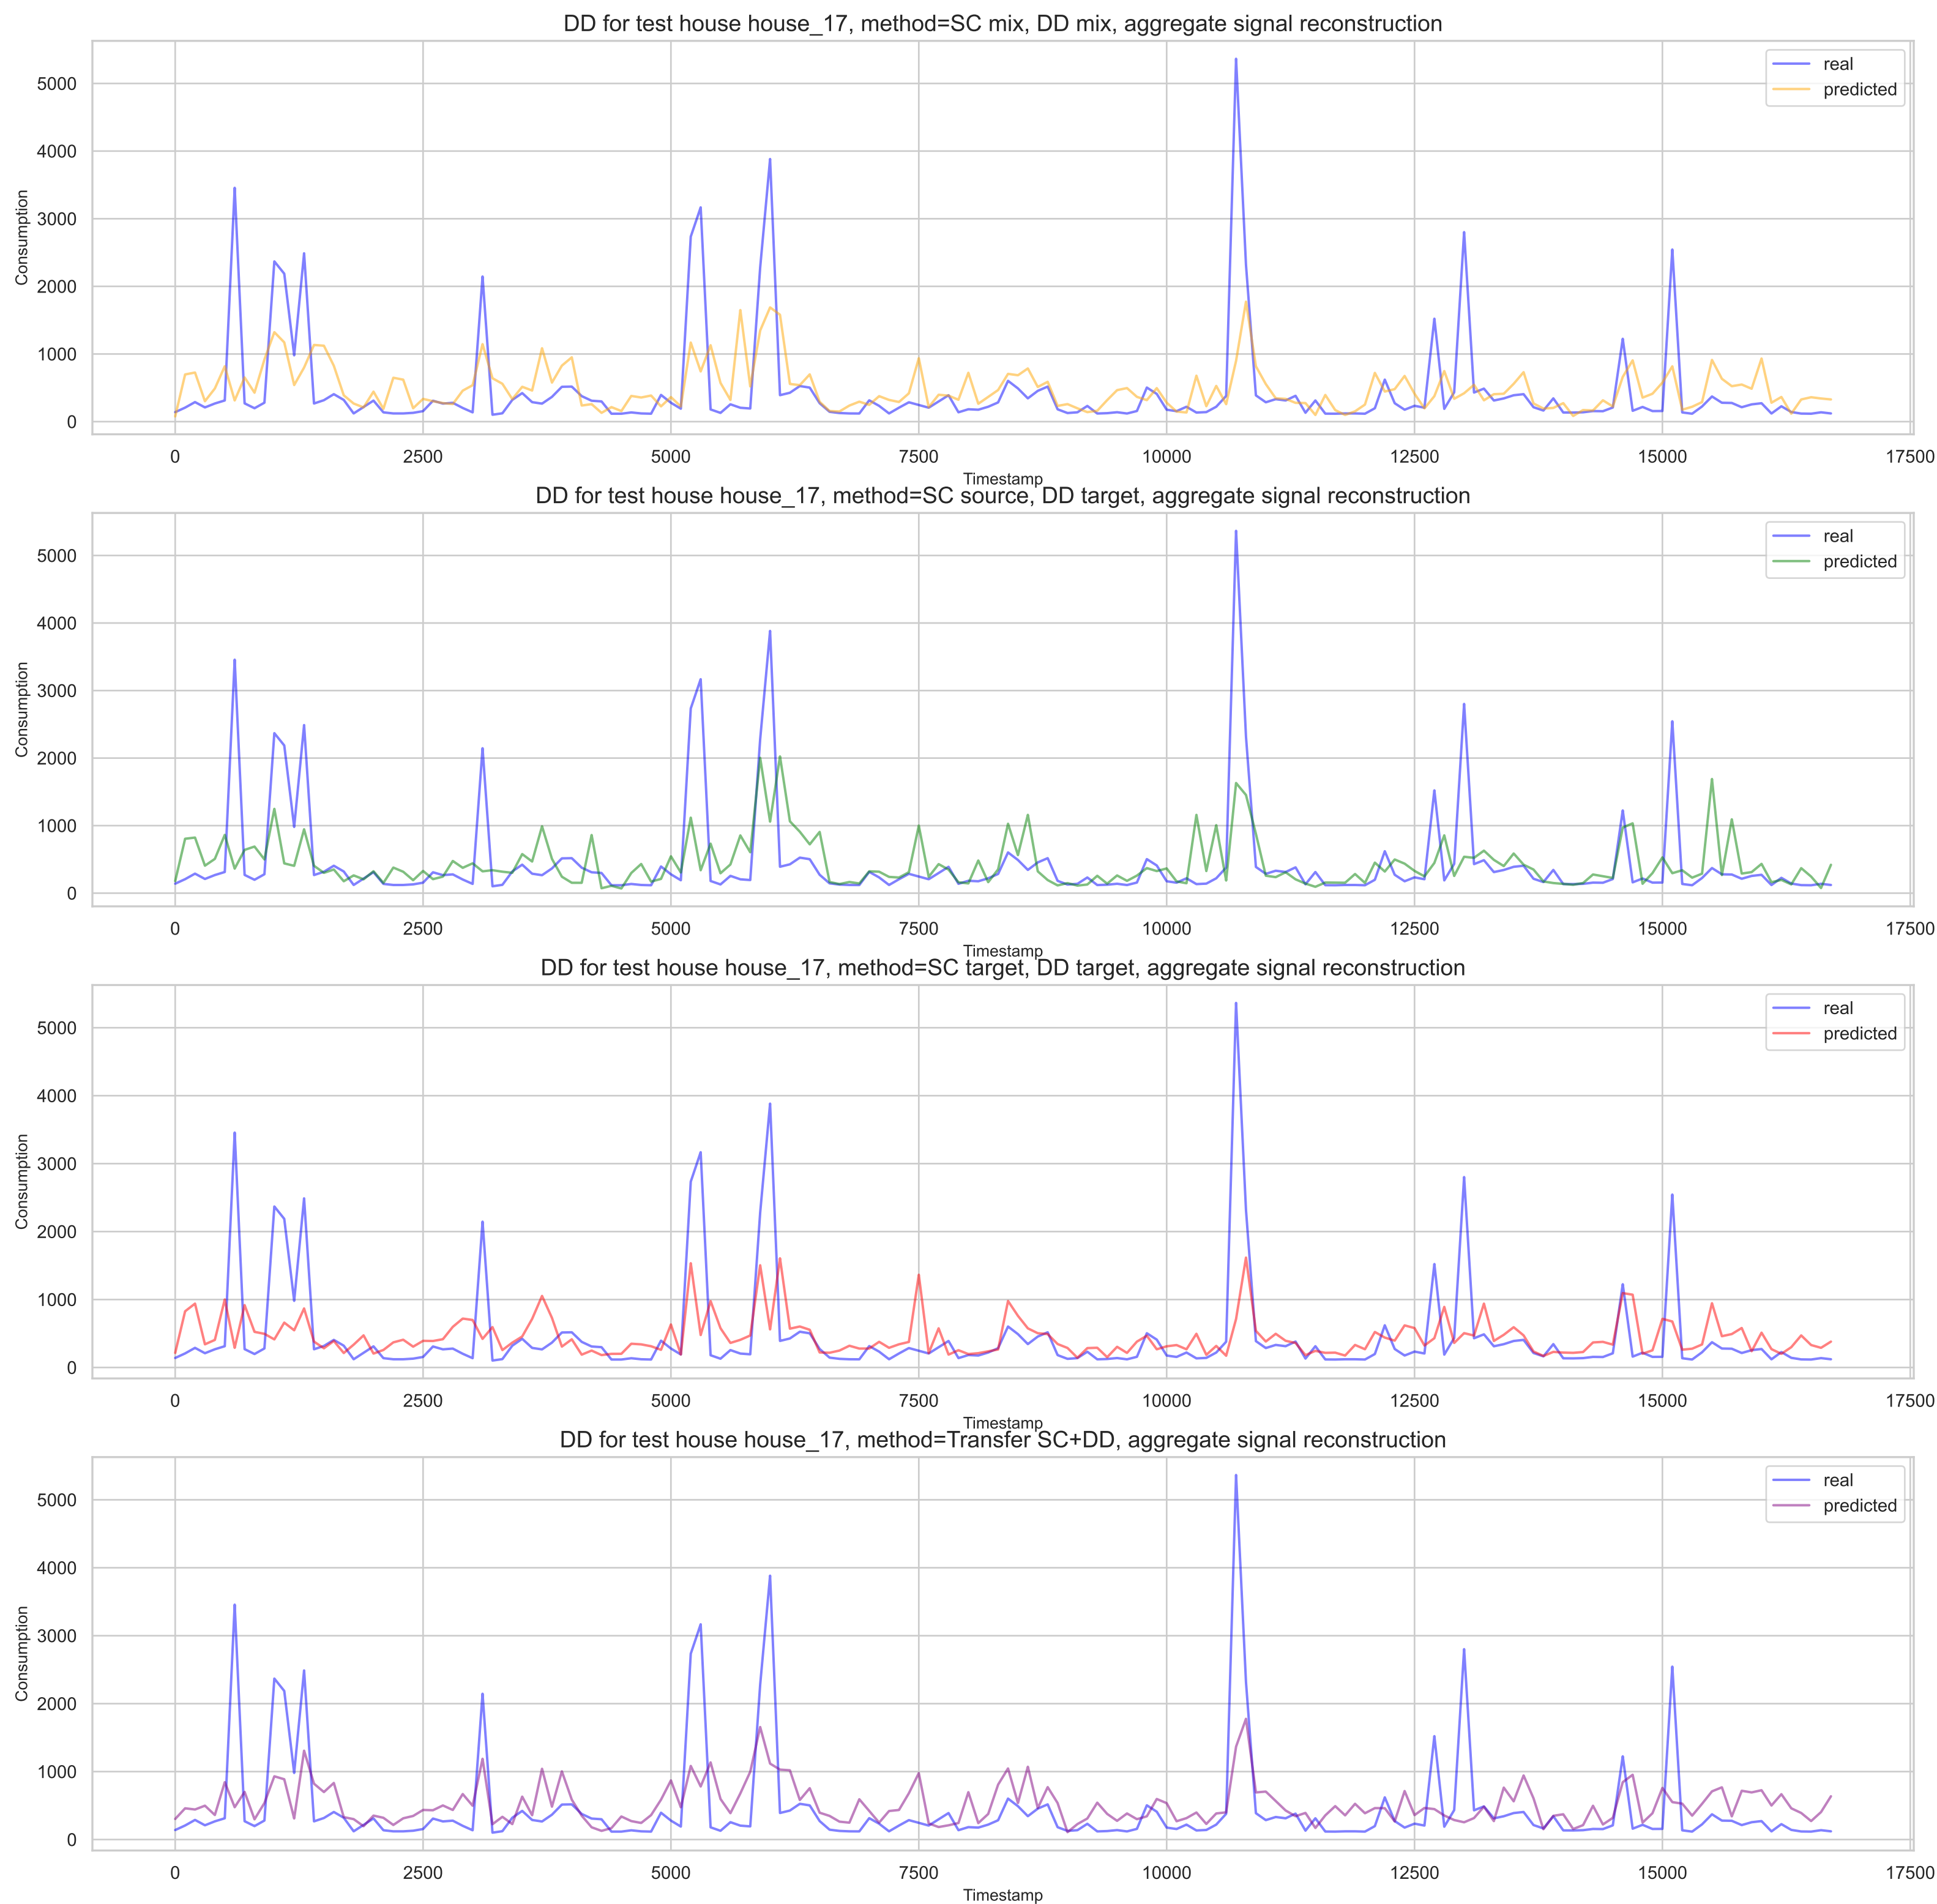 DD for test house house_17, method=SC mix, DD mix, aggregate signal reconstruction
real
predicted
Consumption
5000
4000
3000
2000
1000
0
0 2500 5000 7500 10000 12500 15000 17500
Timestamp
DD for test house house_17, method=SC source, DD target, aggregate signal reconstruction
real
predicted
Consumption
5000
4000
3000
2000
1000
0
0 2500 5000 7500 10000 12500 15000 17500
Timestamp
DD for test house house_17, method=SC target, DD target, aggregate signal reconstruction
real
predicted
Consumption
5000
4000
3000
2000
1000
0
0 2500 5000 7500 10000 12500 15000 17500
Timestamp
DD for test house house_17, method=Transfer SC+DD, aggregate signal reconstruction
real
predicted
Consumption
5000
4000
3000
2000
1000
0
0 2500 5000 7500 10000 12500 15000 17500
Timestamp